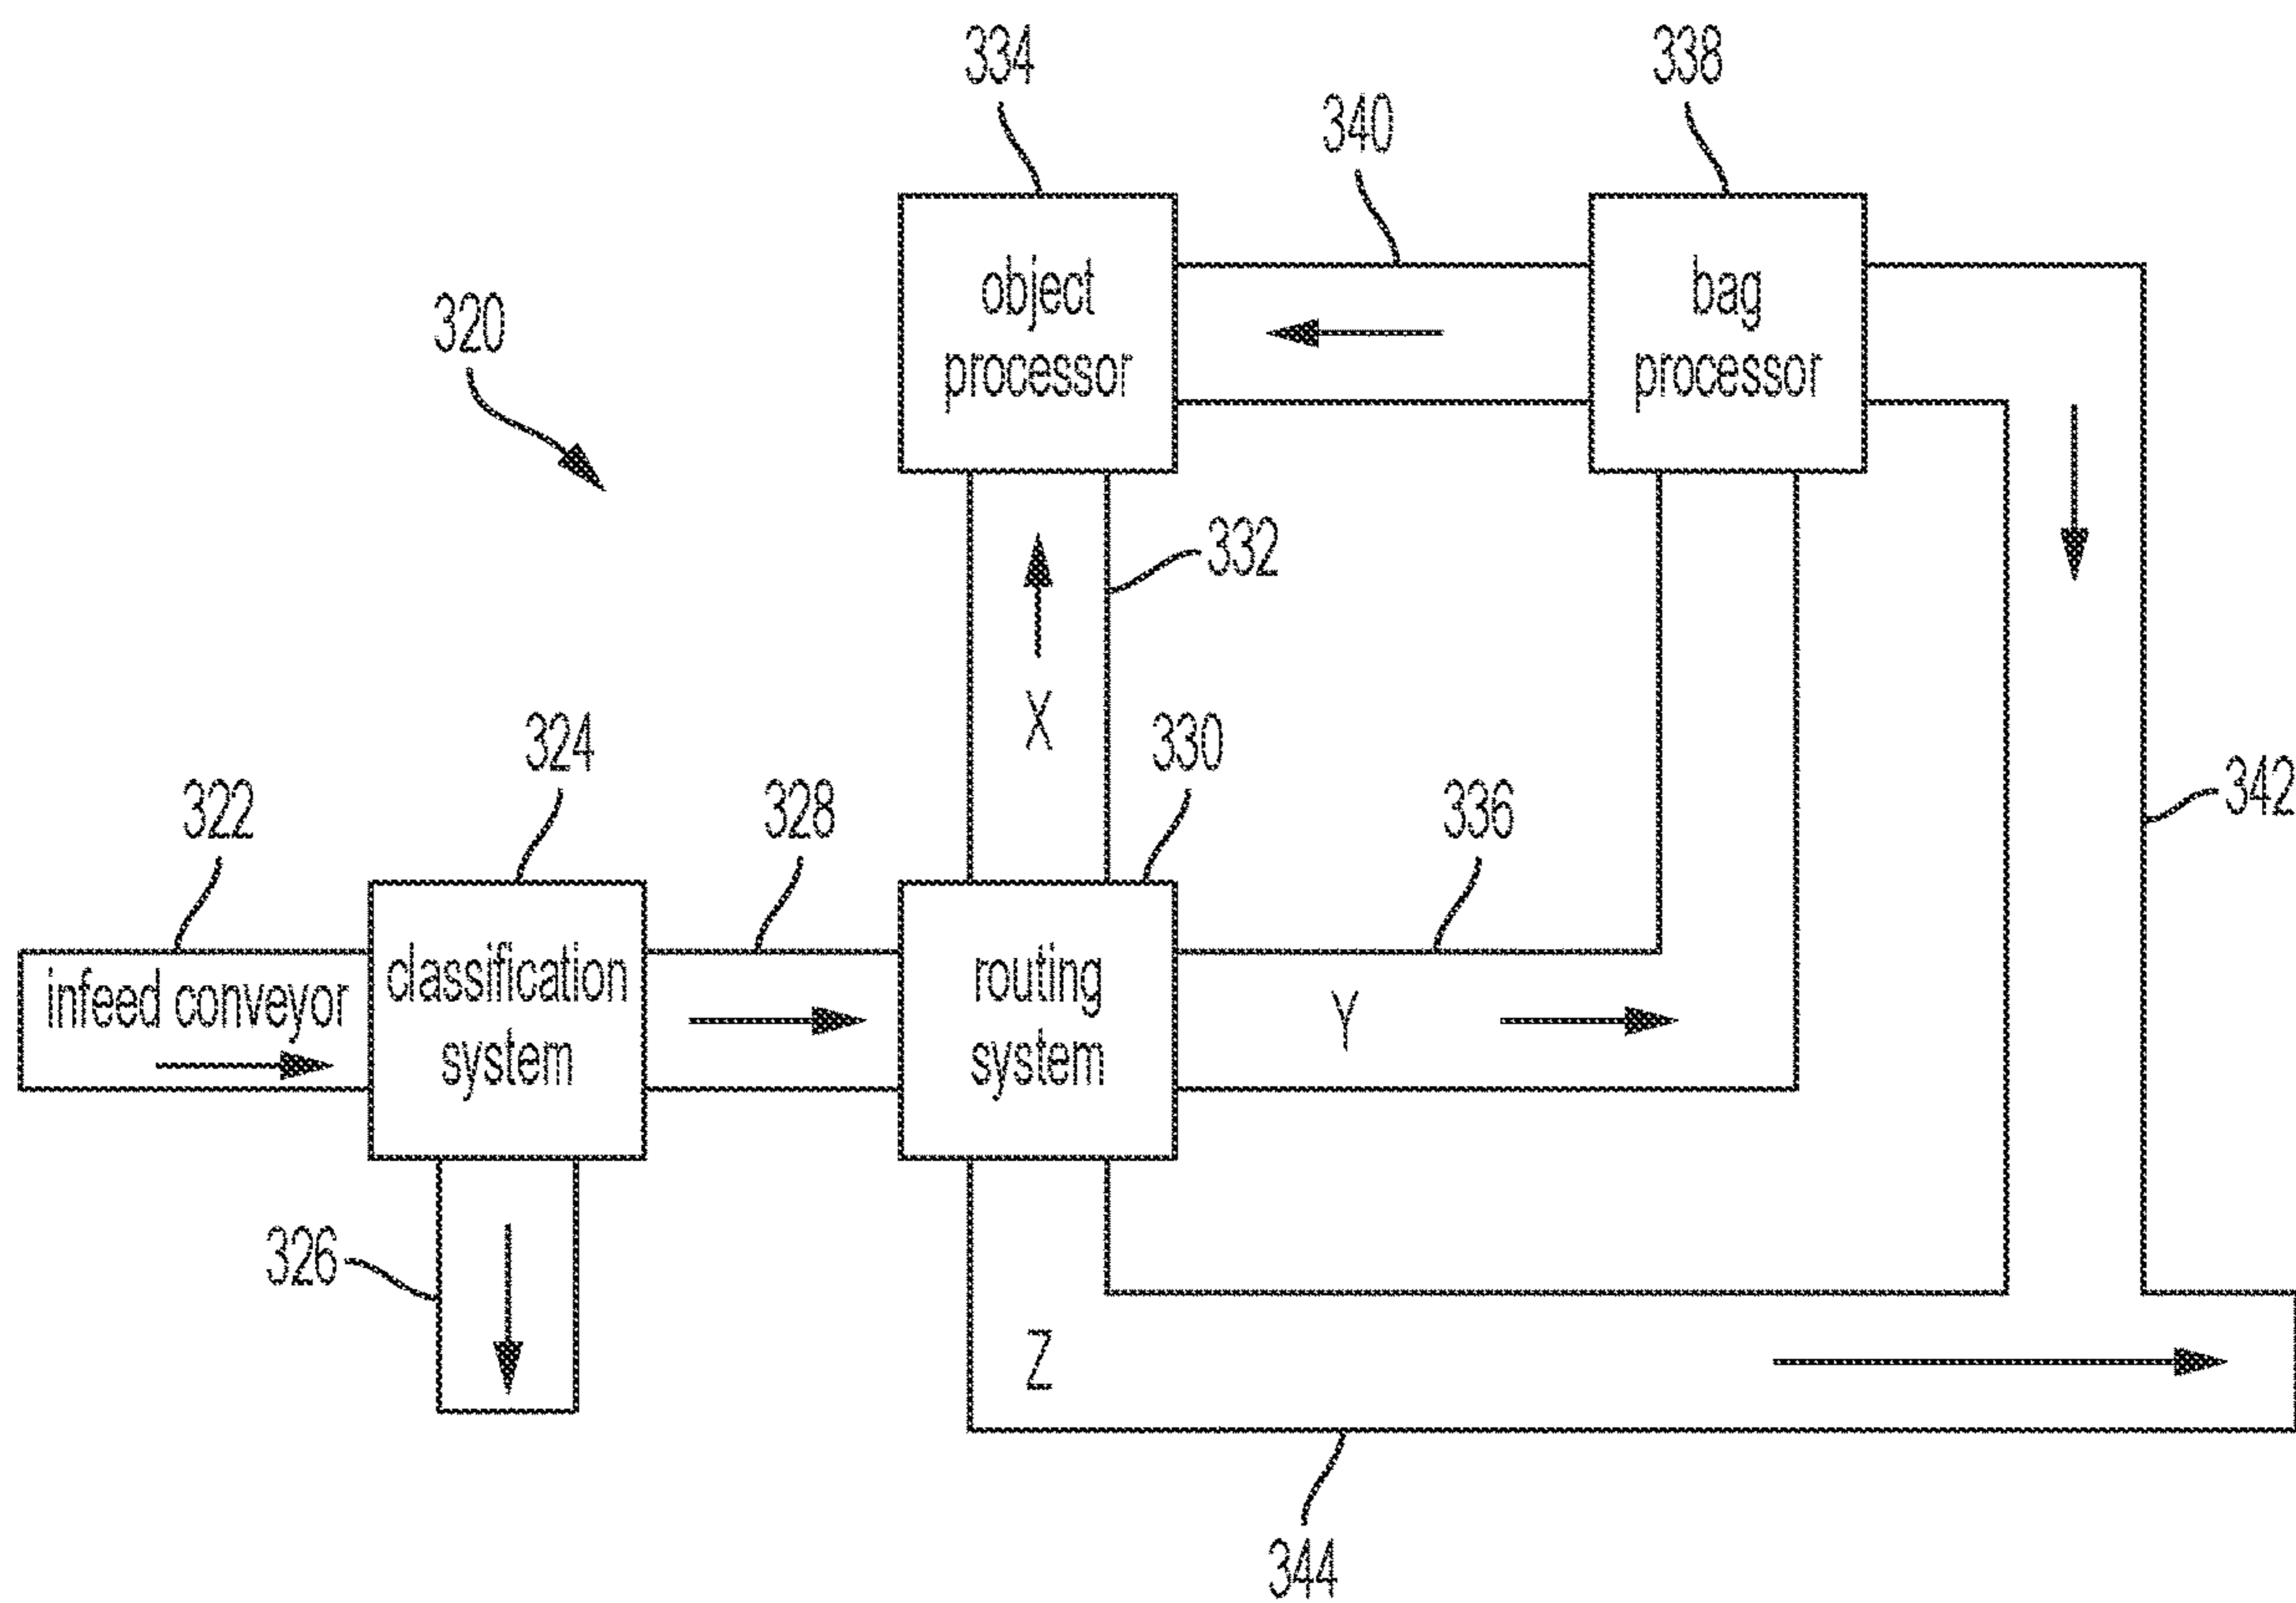 334
338
340
object
processor
bag
processor
320
332
X
324
330
322
328
336
342
infeed conveyor
classification
system
routing
system
Y
326
Z
344